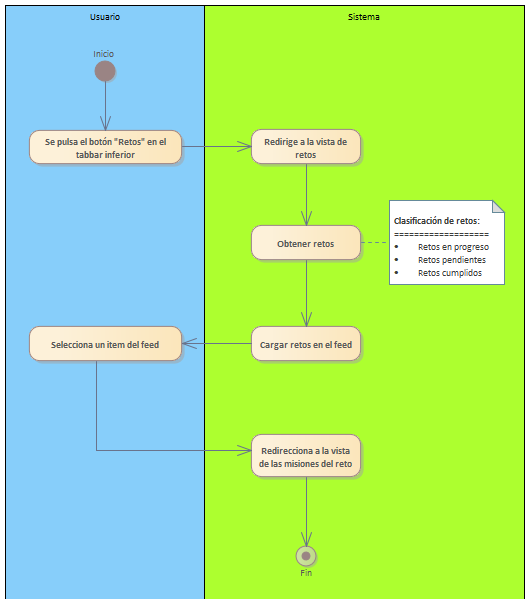 Usuario
Sistema
Inicio
Se pulsa el botón "Retos" en el
tabbar inferior
Redirige a la vista de
retos
Obtener retos
Clasificación de retos:
===================
• Retos en progreso
• Retos pendientes
• Retos cumplidos
Selecciona un item del feed
Cargar retos en el feed
Redirecciona a la vista
de las misiones del reto
Fin